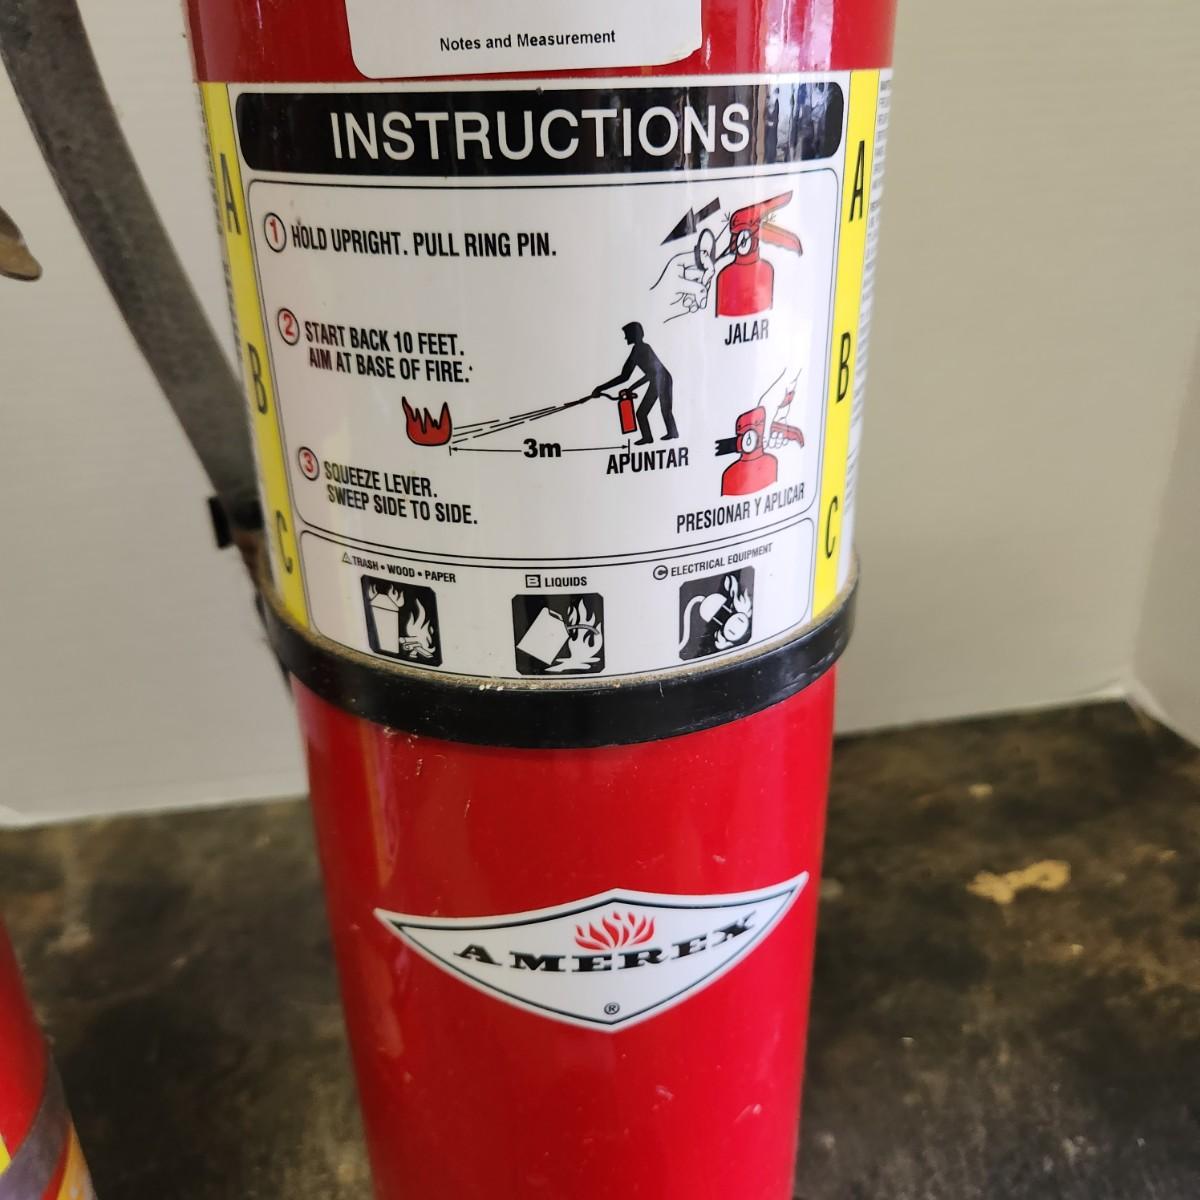 Notes and Measurement
INSTRUCTIONS
A
A
1 HOLD UPRIGHT. PULL RING PIN.
JALAR
2 START BACK 10 FEET.
AIM AT BASE OF FIRE.
B
B
3m
APUNTAR
3 SQUEEZE LEVER.
SWEEP SIDE TO SIDE.
PRESIONAR Y APLICAR
C
C
A TRASH • WOOD • PAPER
B LIQUIDS
C ELECTRICAL EQUIPMENT
AMEREX
®